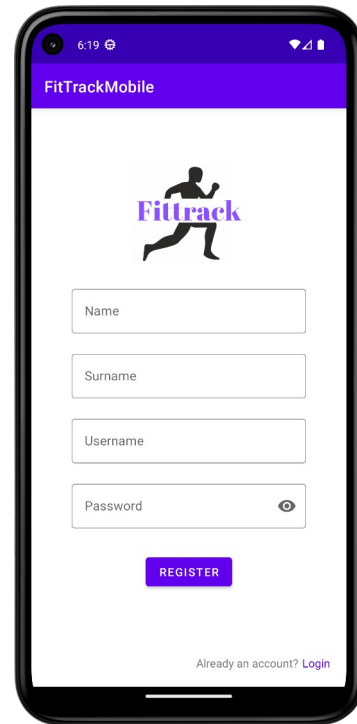 6:19
FitTrackMobile
Fittrack
Name
Surname
Username
Password
REGISTER
Already an account? Login